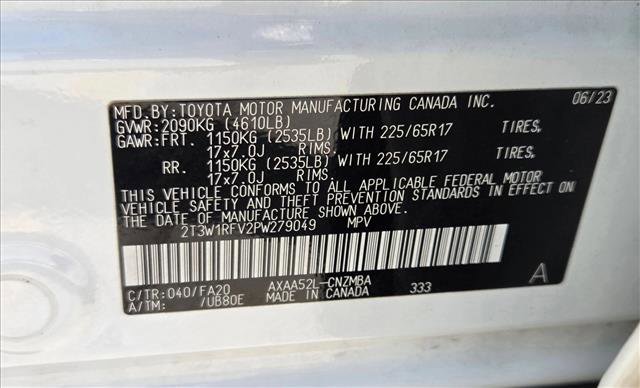 MFD.BY:TOYOTA MOTOR MANUFACTURING CANADA INC. 06/23
GVWR:2090KG (4610LB)
GAWR:FRT. 1150KG (2535LB) WITH 225/65R17 TIRES,
17x7.0J RIMS.
RR. 1150KG (2535LB) WITH 225/65R17 TIRES,
17x7.0J RIMS.
THIS VEHICLE CONFORMS TO ALL APPLICABLE FEDERAL MOTOR
VEHICLE SAFETY AND THEFT PREVENTION STANDARDS IN EFFECT ON
THE DATE OF MANUFACTURE SHOWN ABOVE.
2T3W1RFV2PW279049 MPV
C/TR:040/FA20 AXAA52L-CNZMBA 333 A
A/TM: /UB80E MADE IN CANADA